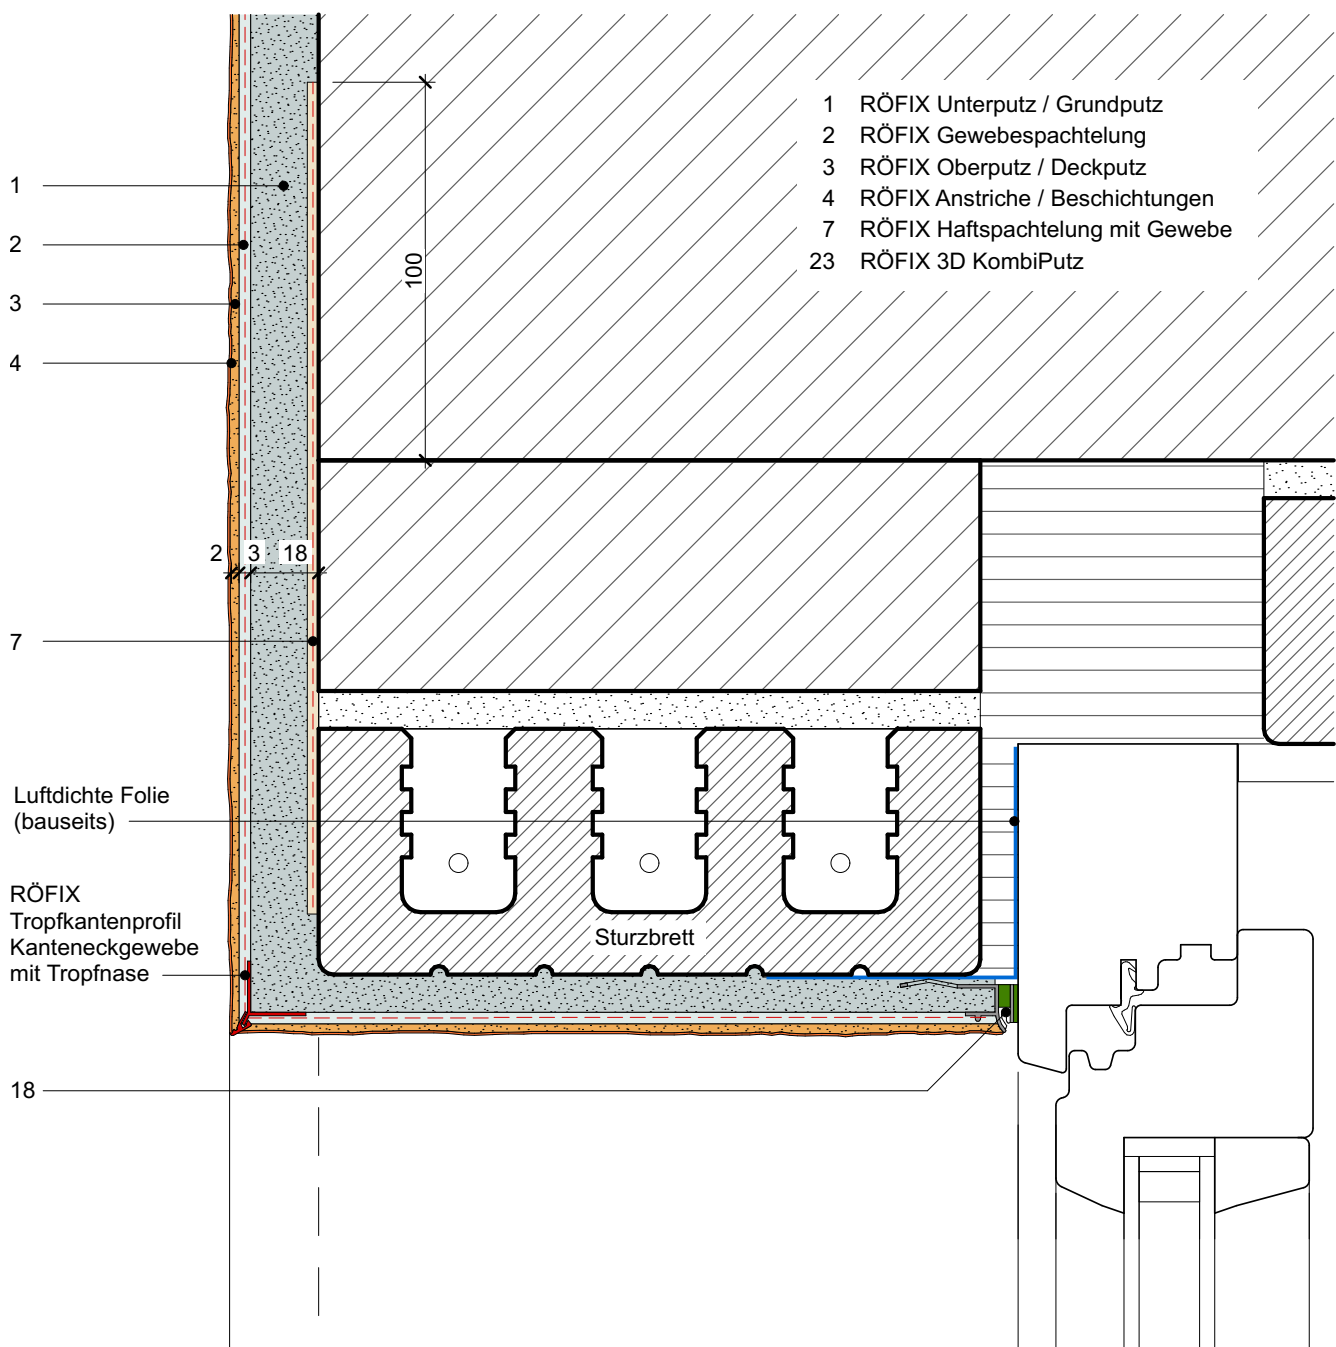 1 RÖFIX Unterputz / Grundputz
2 RÖFIX Gewebespachtelung
3 RÖFIX Oberputz / Deckputz
4 RÖFIX Anstriche / Beschichtungen
7 RÖFIX Haftspachtelung mit Gewebe
23 RÖFIX 3D KombiPutz
1
2
3
4
100
2 3 18
7
Luftdichte Folie
(bauseits)
RÖFIX
Tropfkantenprofil
Kanteneckgewebe
mit Tropfnase
Sturzbrett
18